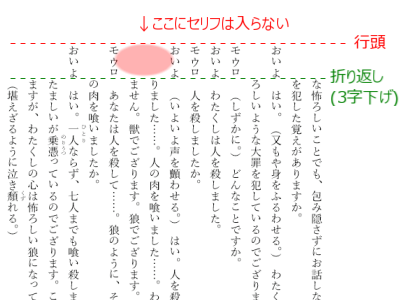 ↓ここにセリフは入らない
行頭
折り返し
(3字下げ)
な怖ろしいことでも、包み隠さずにお話しな
を犯した覚えがありますか。
おいよ　はい。（又もや身をふるわせる。）わたく
ろしいような大罪を犯しているのでござりま
モウロ　（しずかに。）どんなことですか。
おいよ　わたくしは人を殺しました。
モウロ　人を殺しましたか。
おいよ　（いよいよ声を顫わせる。）はい。人を殺
りました……。人の肉を喰いました……。わ
ません。獣でござります。狼でござります。
モウロ　あなたは人を殺して……。狼のように、そ
の肉を喰いましたか。
おいよ　はい。一人ならず、七人までも喰い殺しま
たましいが乗憑っているのでござります。こ
ますが、わたくしの心は怖ろしい狼になって
（堪えざるように泣き頽れる。）